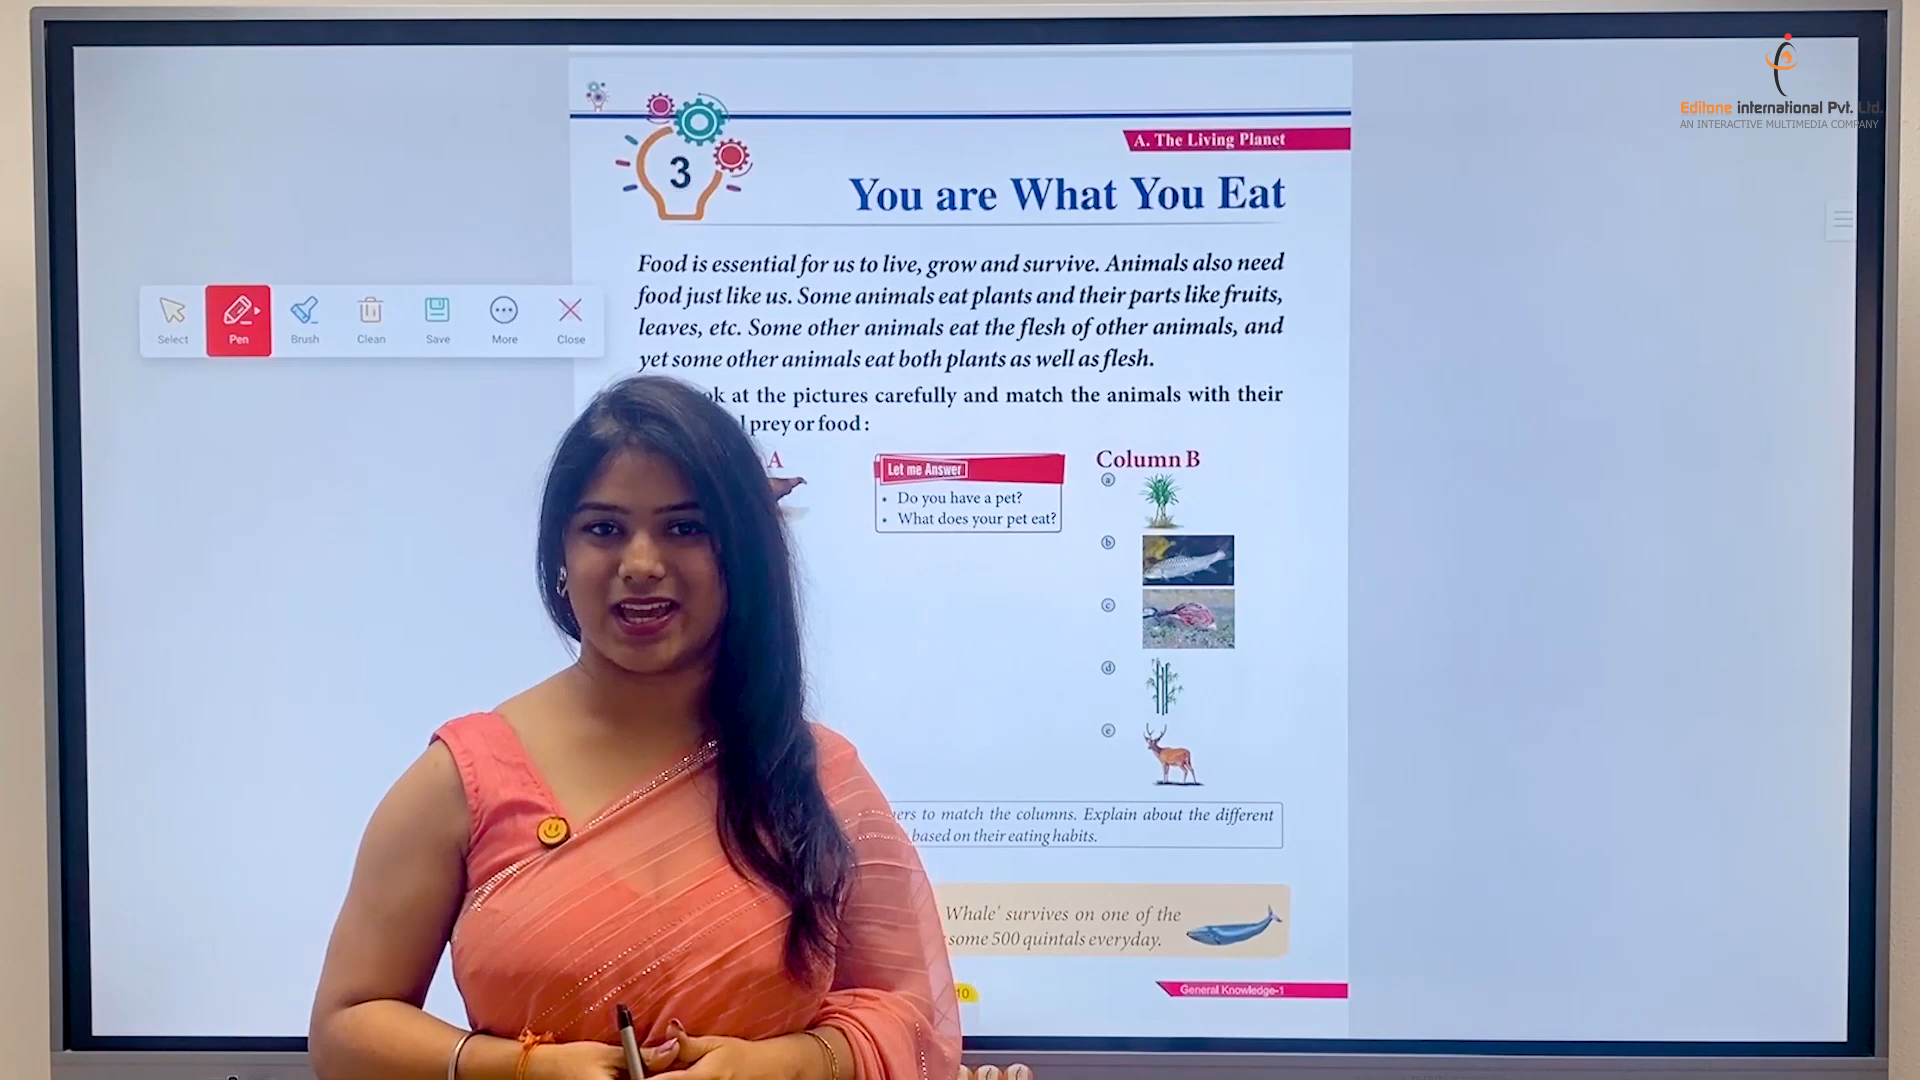 Editone international Pvt. Ltd.
AN INTERACTIVE MULTIMEDIA COMPANY
A. The Living Planet
3
You are What You Eat
Food is essential for us to live, grow and survive. Animals also need
food just like us. Some animals eat plants and their parts like fruits,
leaves, etc. Some other animals eat the flesh of other animals, and
yet some other animals eat both plants as well as flesh.
Select
Pen
Brush
Clean
Save
More
Close
at the pictures carefully and match the animals with their
prey or food :
A
Let me Answer
• Do you have a pet?
• What does your pet eat?
Column B
a
b
c
d
e
to match the columns. Explain about the different
based on their eating habits.
Whale' survives on one of the
some 500 quintals everyday.
10
General Knowledge-1